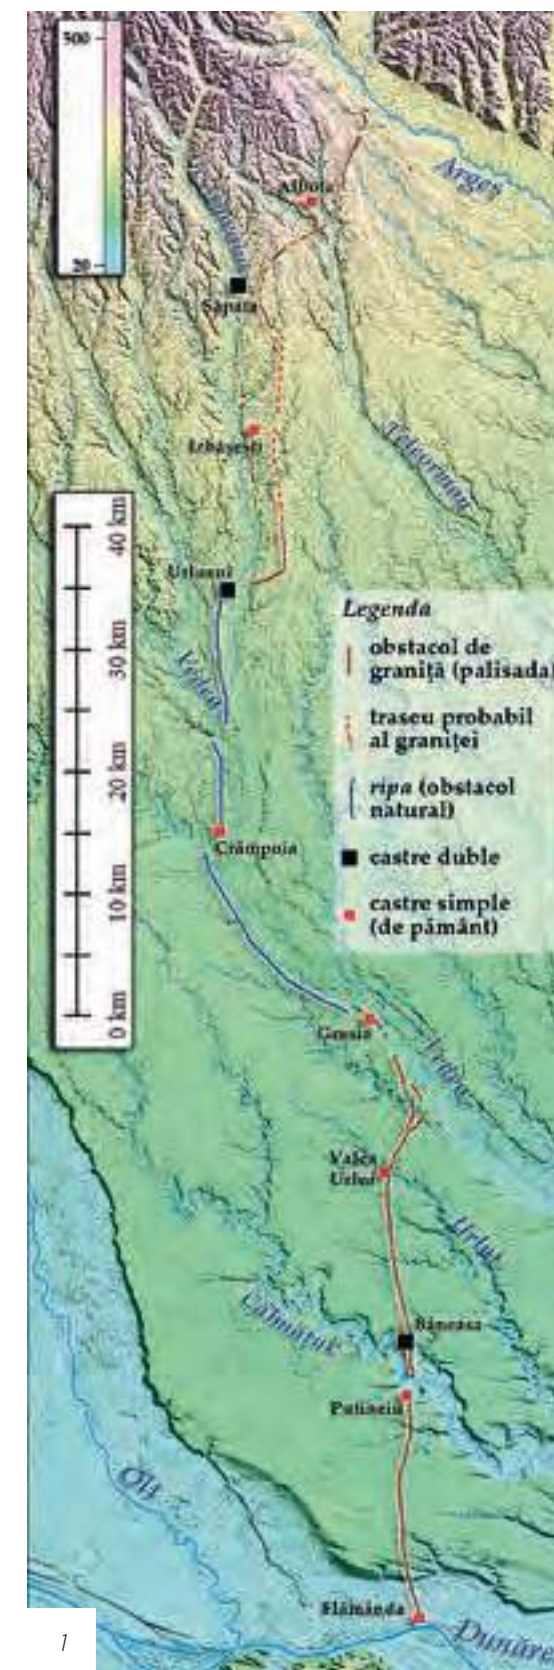 500
20
Argeș
Albota
Săpata
Izbășești
Teleorman
Urluieni
40 km
30 km
20 km
10 km
0 km
Vedea
Legenda
obstacol de
graniță (palisada)
traseu probabil
al graniței
ripa (obstacol
natural)
castre duble
castre simple
(de pământ)
Crâmpoia
Gresia
Valea
Urlui
Urlui
Călmățui
Băneasa
Putineiu
Olt
Flămânda
Dunăre
1